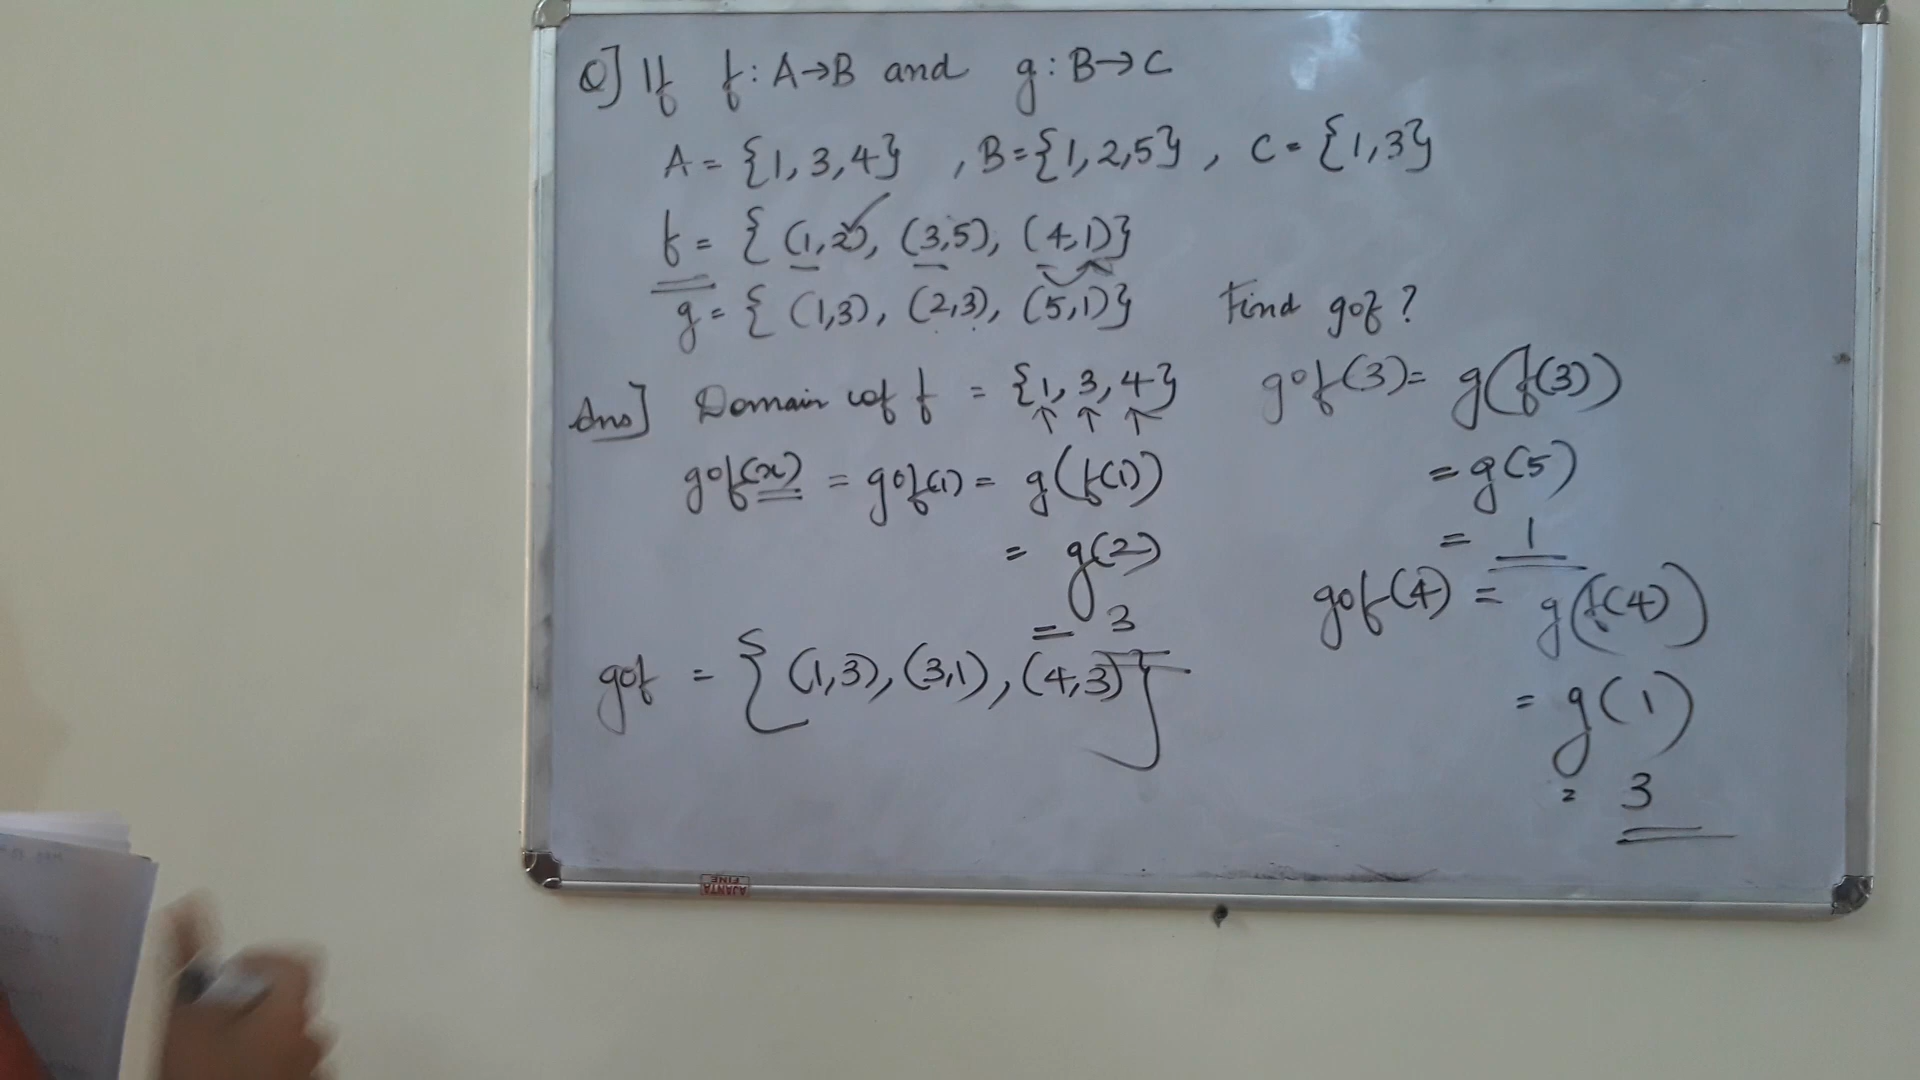 Q] If f: A→B and g: B→C
A = {1, 3, 4} , B = {1, 2, 5} , C = {1, 3}
f = { (1,2), (3,5), (4,1)}
g = { (1,3), (2,3), (5,1)} Find gof ?
Ans] Domain of f = {1, 3, 4}
gof(x) = gof(1) = g(f(1))
= g(2)
= 3
gof = {(1,3), (3,1), (4,3)}
gof(3) = g(f(3))
= g(5)
= 1
gof(4) = g(f(4))
= g(1)
= 3
AJANTA
FINE